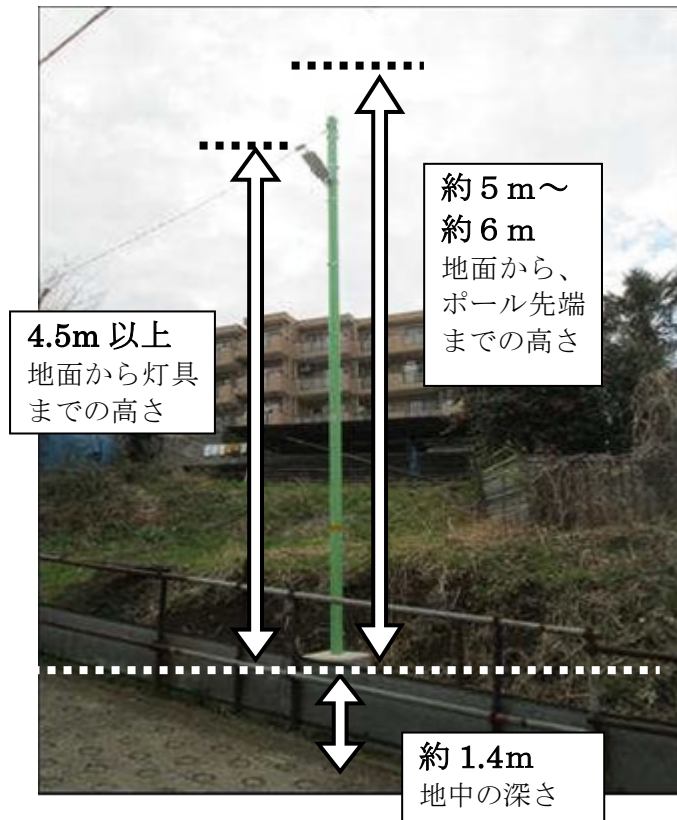 約5m～
約6m
地面から、
ポール先端
までの高さ
4.5m 以上
地面から灯具
までの高さ
約1.4m
地中の深さ